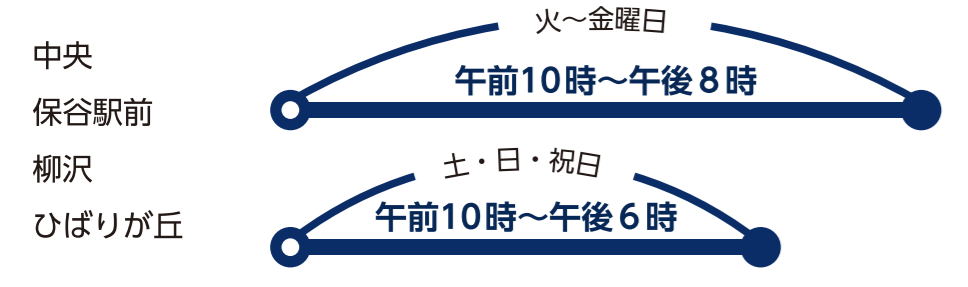 中央
保谷駅前
柳沢
ひばりが丘
火～金曜日
午前10時～午後８時
土・日・祝日
午前10時～午後６時